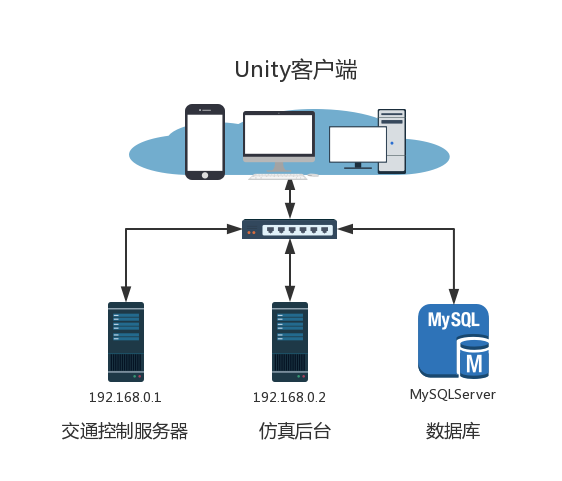 Unity客户端
MySQL
M
192.168.0.1
192.168.0.2
MySQLServer
交通控制服务器
仿真后台
数据库